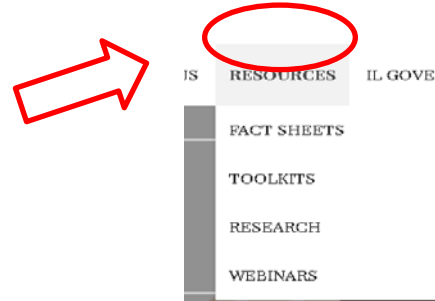 US RESOURCES IL GOVE
FACT SHEETS
TOOLKITS
RESEARCH
WEBINARS